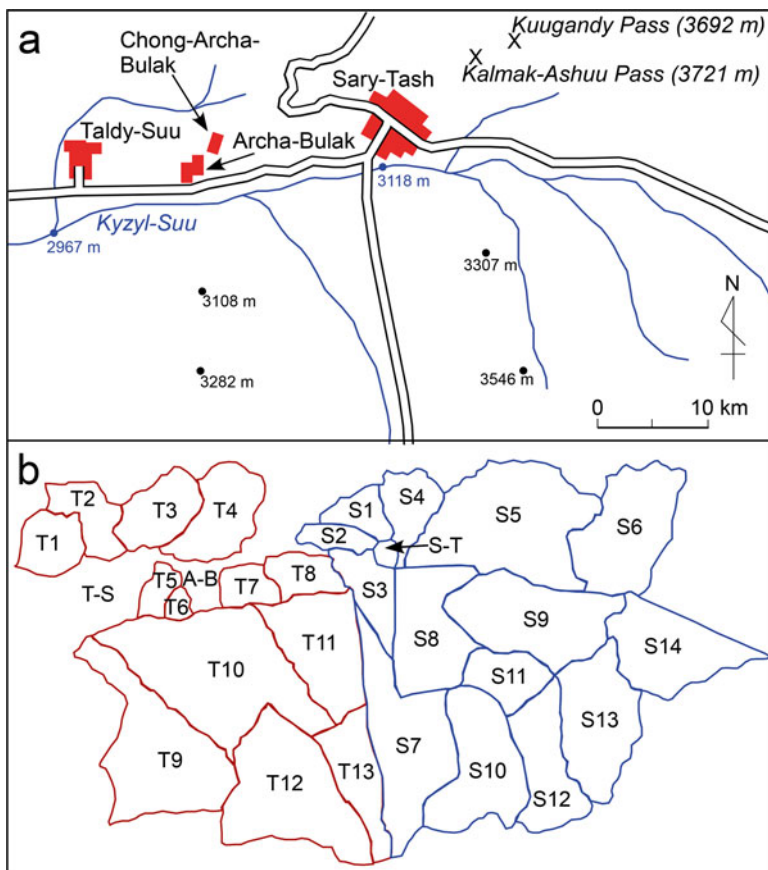 a
Kuugandy Pass (3692 m)
X
X
Kalmak-Ashuu Pass (3721 m)
Chong-Archa-
Bulak
Sary-Tash
Taldy-Suu
Archa-Bulak
3118 m
Kyzyl-Suu
2967 m
3307 m
3108 m
N
3282 m
3546 m
0 10 km
b
T2
T3
T4
S1
S4
S5
S6
T1
S2
S-T
T-S
T5
A-B
T7
T8
T6
S3
S8
S9
S14
T10
T11
S11
S13
T9
T12
T13
S7
S10
S12